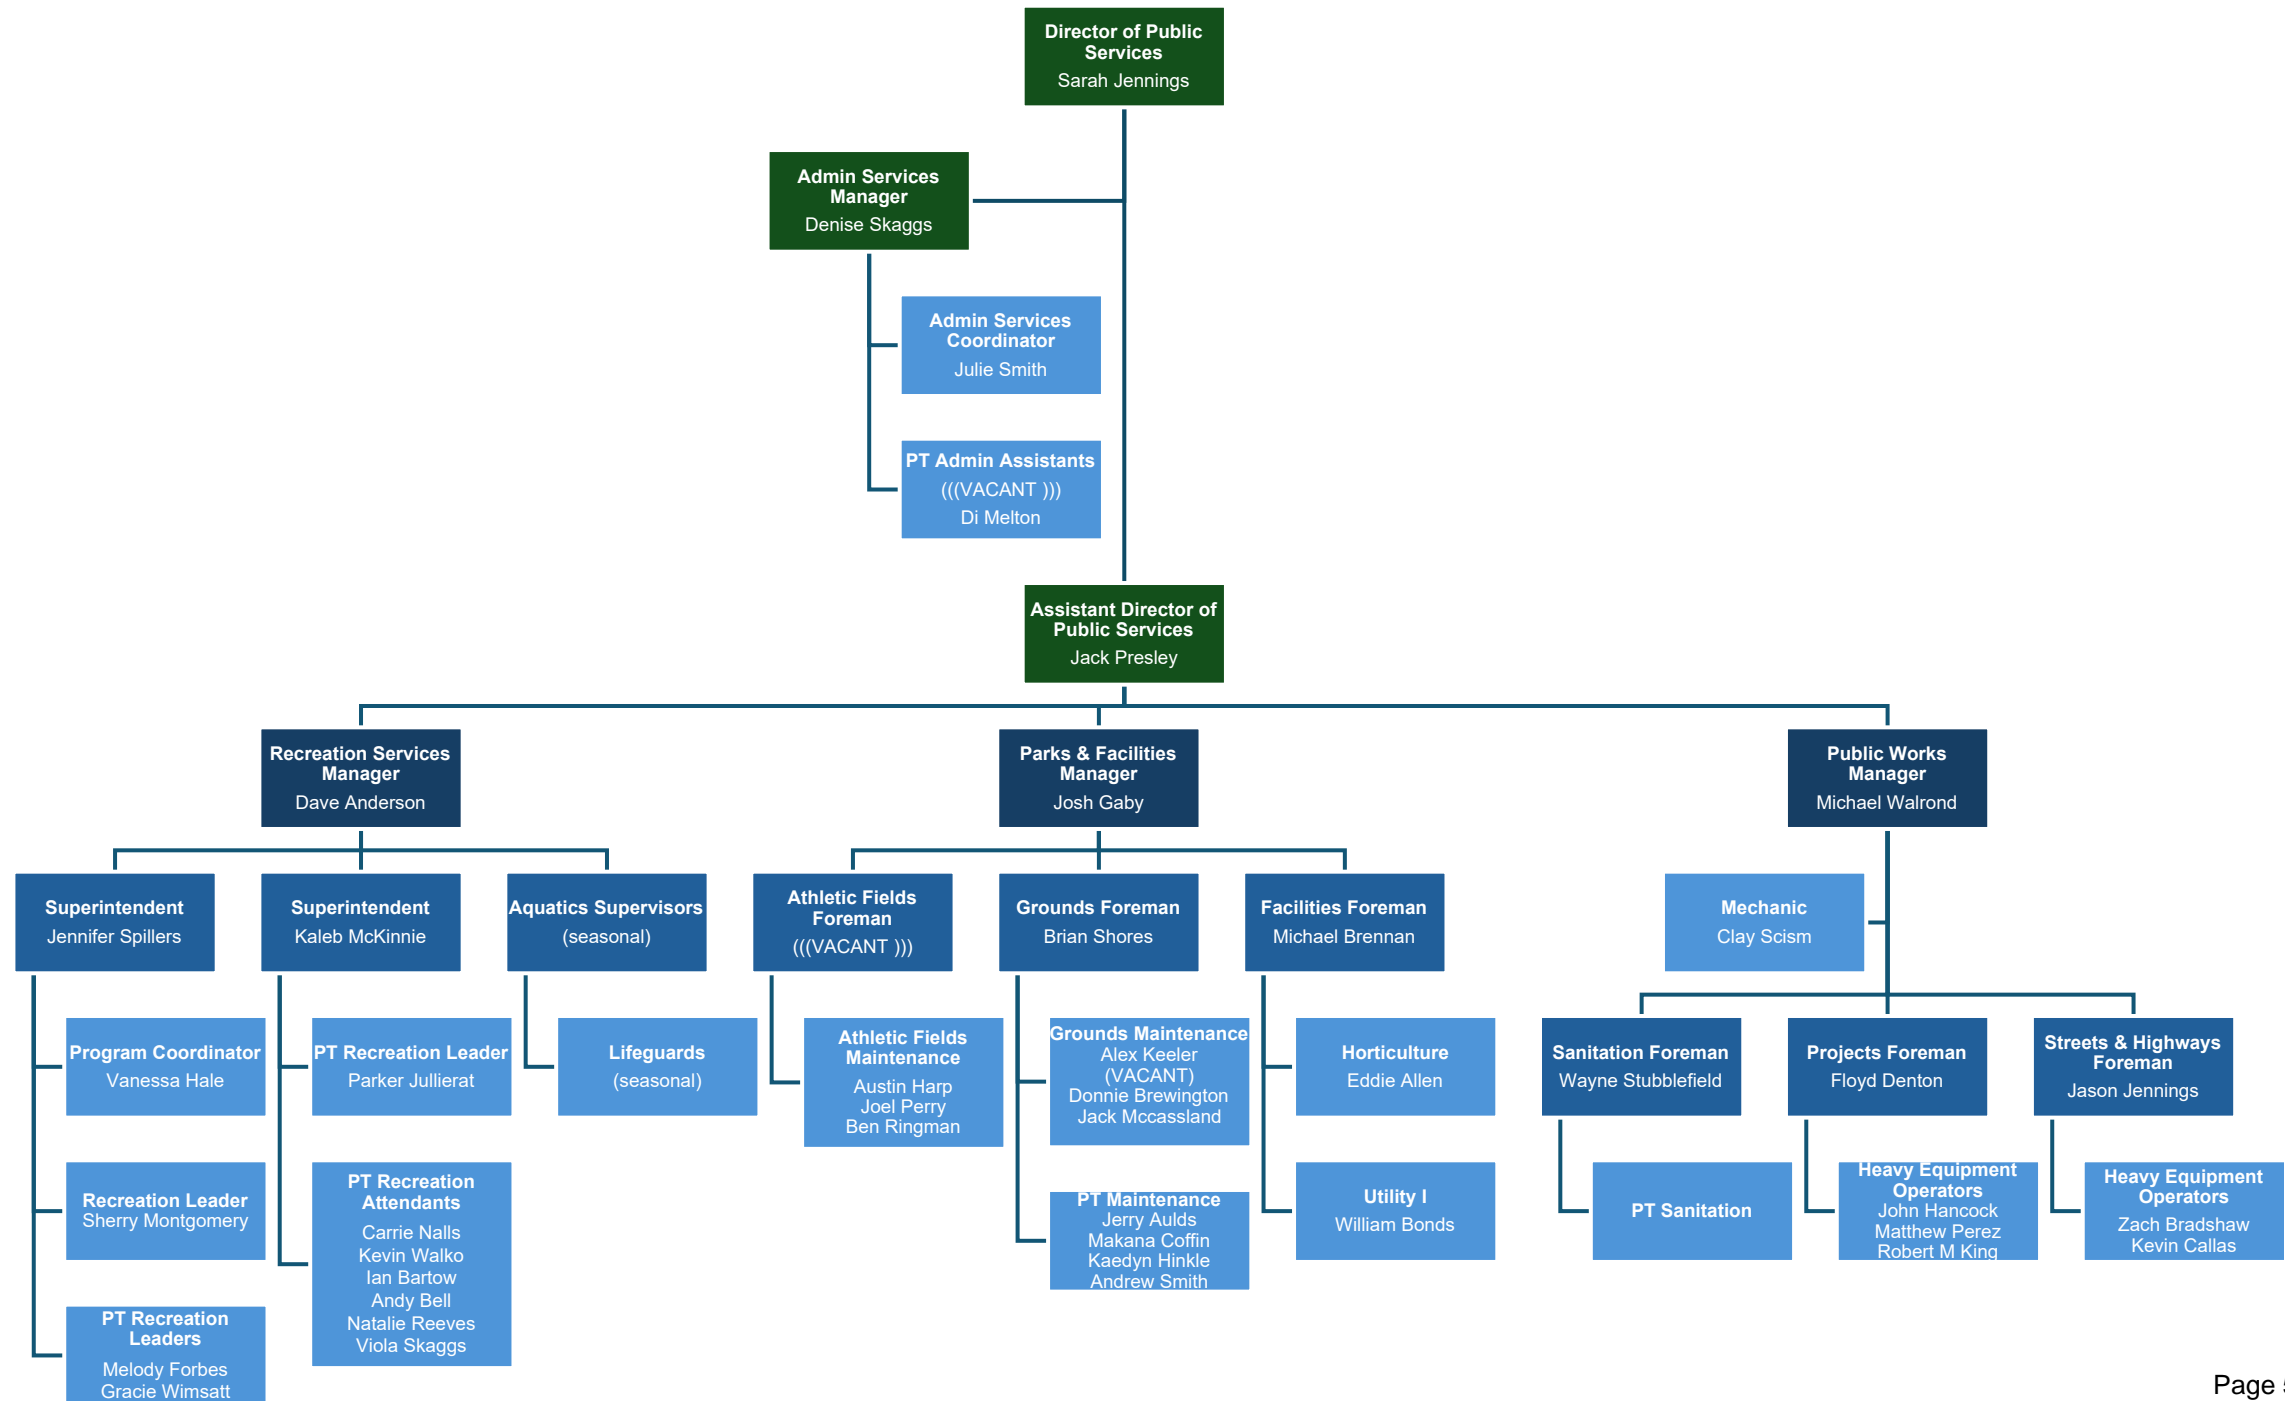 Director of Public
Services
Sarah Jennings
Admin Services
Manager
Denise Skaggs
Admin Services
Coordinator
Julie Smith
PT Admin Assistants
(((VACANT )))
Di Melton
Assistant Director of
Public Services
Jack Presley
Recreation Services
Manager
Dave Anderson
Parks & Facilities
Manager
Josh Gaby
Public Works
Manager
Michael Walrond
Superintendent
Jennifer Spillers
Superintendent
Kaleb McKinnie
Aquatics Supervisors
(seasonal)
Athletic Fields
Foreman
(((VACANT )))
Grounds Foreman
Brian Shores
Facilities Foreman
Michael Brennan
Mechanic
Clay Scism
Program Coordinator
Vanessa Hale
PT Recreation Leader
Parker Jullierat
Lifeguards
(seasonal)
Athletic Fields
Maintenance
Austin Harp
Joel Perry
Ben Ringman
Grounds Maintenance
Alex Keeler
(VACANT)
Donnie Brewington
Jack Mccassland
Horticulture
Eddie Allen
Sanitation Foreman
Wayne Stubblefield
Projects Foreman
Floyd Denton
Streets & Highways
Foreman
Jason Jennings
Recreation Leader
Sherry Montgomery
PT Recreation
Attendants
Carrie Nalls
Kevin Walko
Ian Bartow
Andy Bell
Natalie Reeves
Viola Skaggs
PT Maintenance
Jerry Aulds
Makana Coffin
Kaedyn Hinkle
Andrew Smith
Utility I
William Bonds
PT Sanitation
Heavy Equipment
Operators
John Hancock
Matthew Perez
Robert M King
Heavy Equipment
Operators
Zach Bradshaw
Kevin Callas
PT Recreation
Leaders
Melody Forbes
Gracie Wimsatt
Page